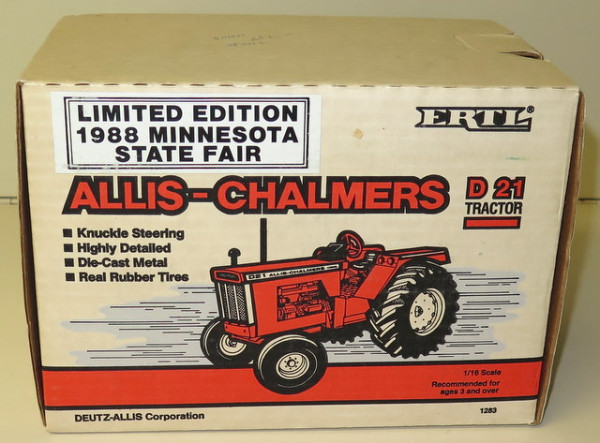 LIMITED EDITION
1988 MINNESOTA
STATE FAIR
ERTL®
ALLIS-CHALMERS
D 21
TRACTOR
■ Knuckle Steering
■ Highly Detailed
■ Die-Cast Metal
■ Real Rubber Tires
D21 ALLIS-CHALMERS
1/16 Scale
Recommended for
ages 3 and over
DEUTZ-ALLIS Corporation
1283